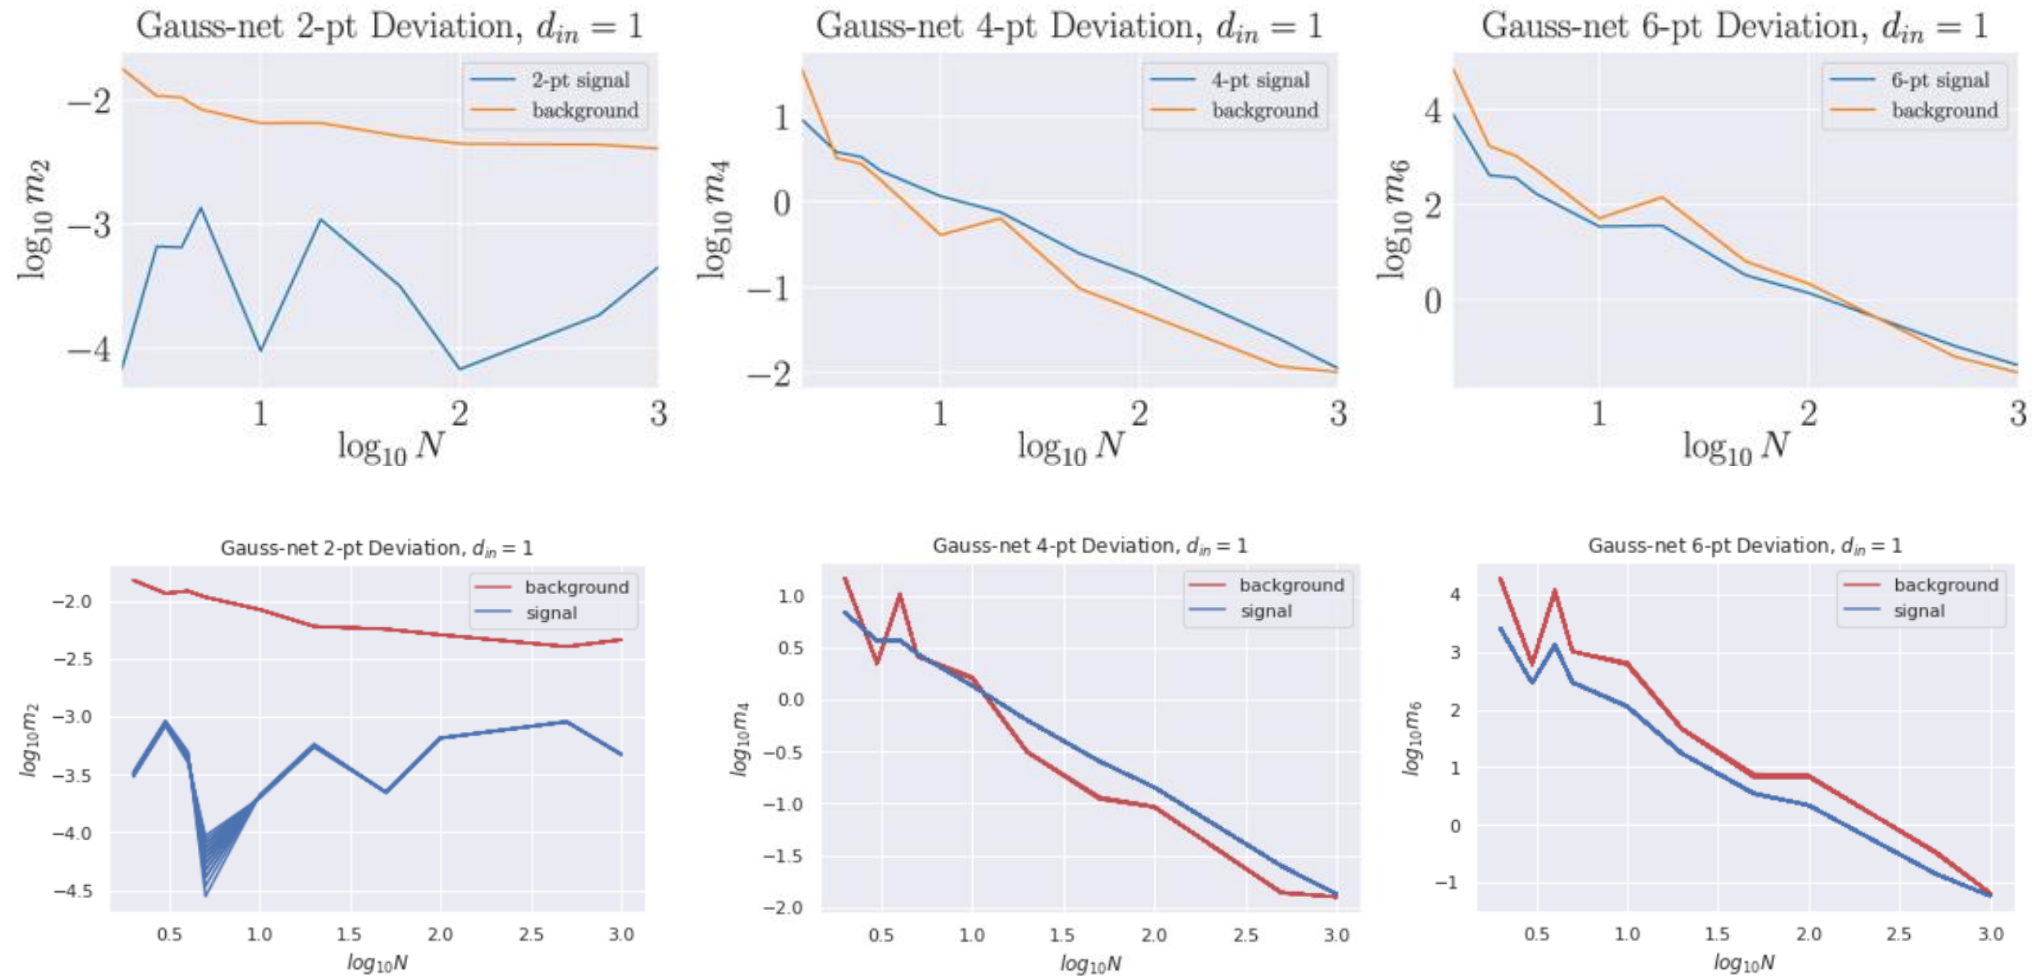 Gauss-net 2-pt Deviation, d_in = 1
2-pt signal
background
−2
−3
−4
log10 m2
1 2 3
log10 N
Gauss-net 4-pt Deviation, d_in = 1
4-pt signal
background
1
0
−1
−2
log10 m4
1 2 3
log10 N
Gauss-net 6-pt Deviation, d_in = 1
6-pt signal
background
4
2
0
log10 m6
1 2 3
log10 N
Gauss-net 2-pt Deviation, d_in = 1
background
signal
−2.0
−2.5
−3.0
−3.5
−4.0
−4.5
log10m2
0.5 1.0 1.5 2.0 2.5 3.0
log10N
Gauss-net 4-pt Deviation, d_in = 1
background
signal
1.0
0.5
0.0
−0.5
−1.0
−1.5
−2.0
log10m4
0.5 1.0 1.5 2.0 2.5 3.0
log10N
Gauss-net 6-pt Deviation, d_in = 1
background
signal
4
3
2
1
0
−1
log10m6
0.5 1.0 1.5 2.0 2.5 3.0
log10N